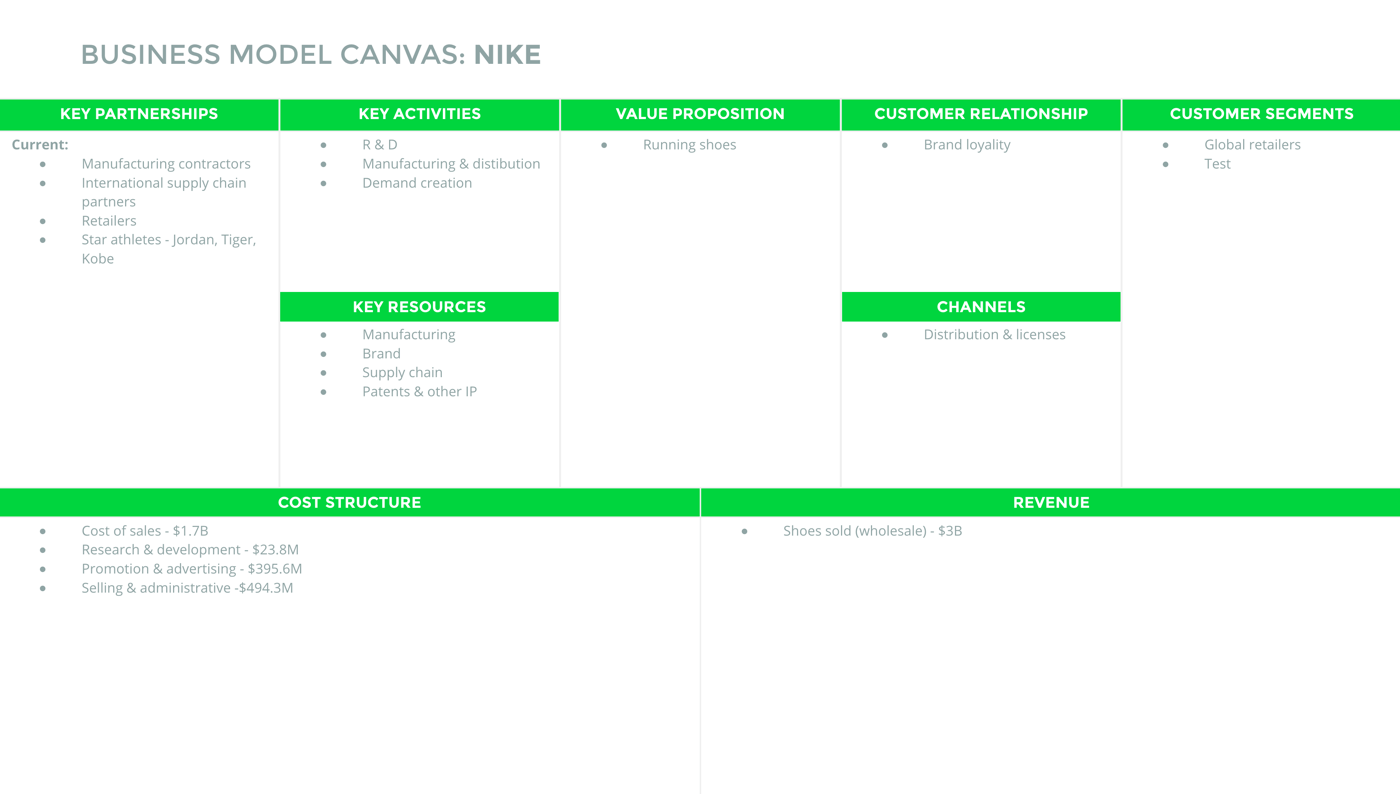 BUSINESS MODEL CANVAS: NIKE
KEY PARTNERSHIPS
Current:
● Manufacturing contractors
● International supply chain
partners
● Retailers
● Star athletes - Jordan, Tiger,
Kobe
KEY ACTIVITIES
● R & D
● Manufacturing & distibution
● Demand creation
KEY RESOURCES
● Manufacturing
● Brand
● Supply chain
● Patents & other IP
VALUE PROPOSITION
● Running shoes
CUSTOMER RELATIONSHIP
● Brand loyality
CHANNELS
● Distribution & licenses
CUSTOMER SEGMENTS
● Global retailers
● Test
COST STRUCTURE
● Cost of sales - $1.7B
● Research & development - $23.8M
● Promotion & advertising - $395.6M
● Selling & administrative -$494.3M
REVENUE
● Shoes sold (wholesale) - $3B